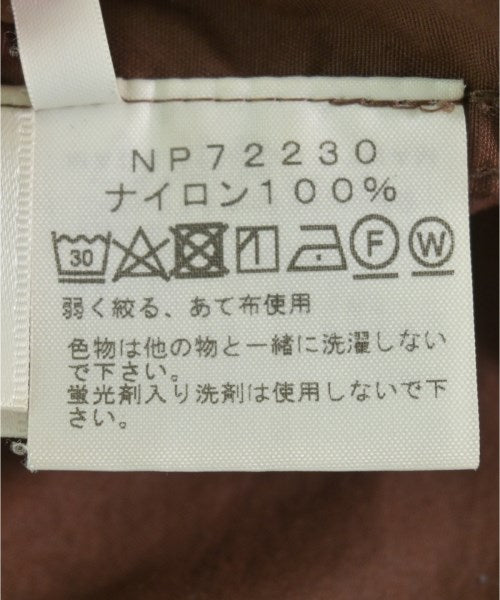 NP72230
ナイロン100%
30 F W
弱く絞る、あて布使用
色物は他の物と一緒に洗濯しない
で下さい。
蛍光剤入り洗剤は使用しないで下
さい。